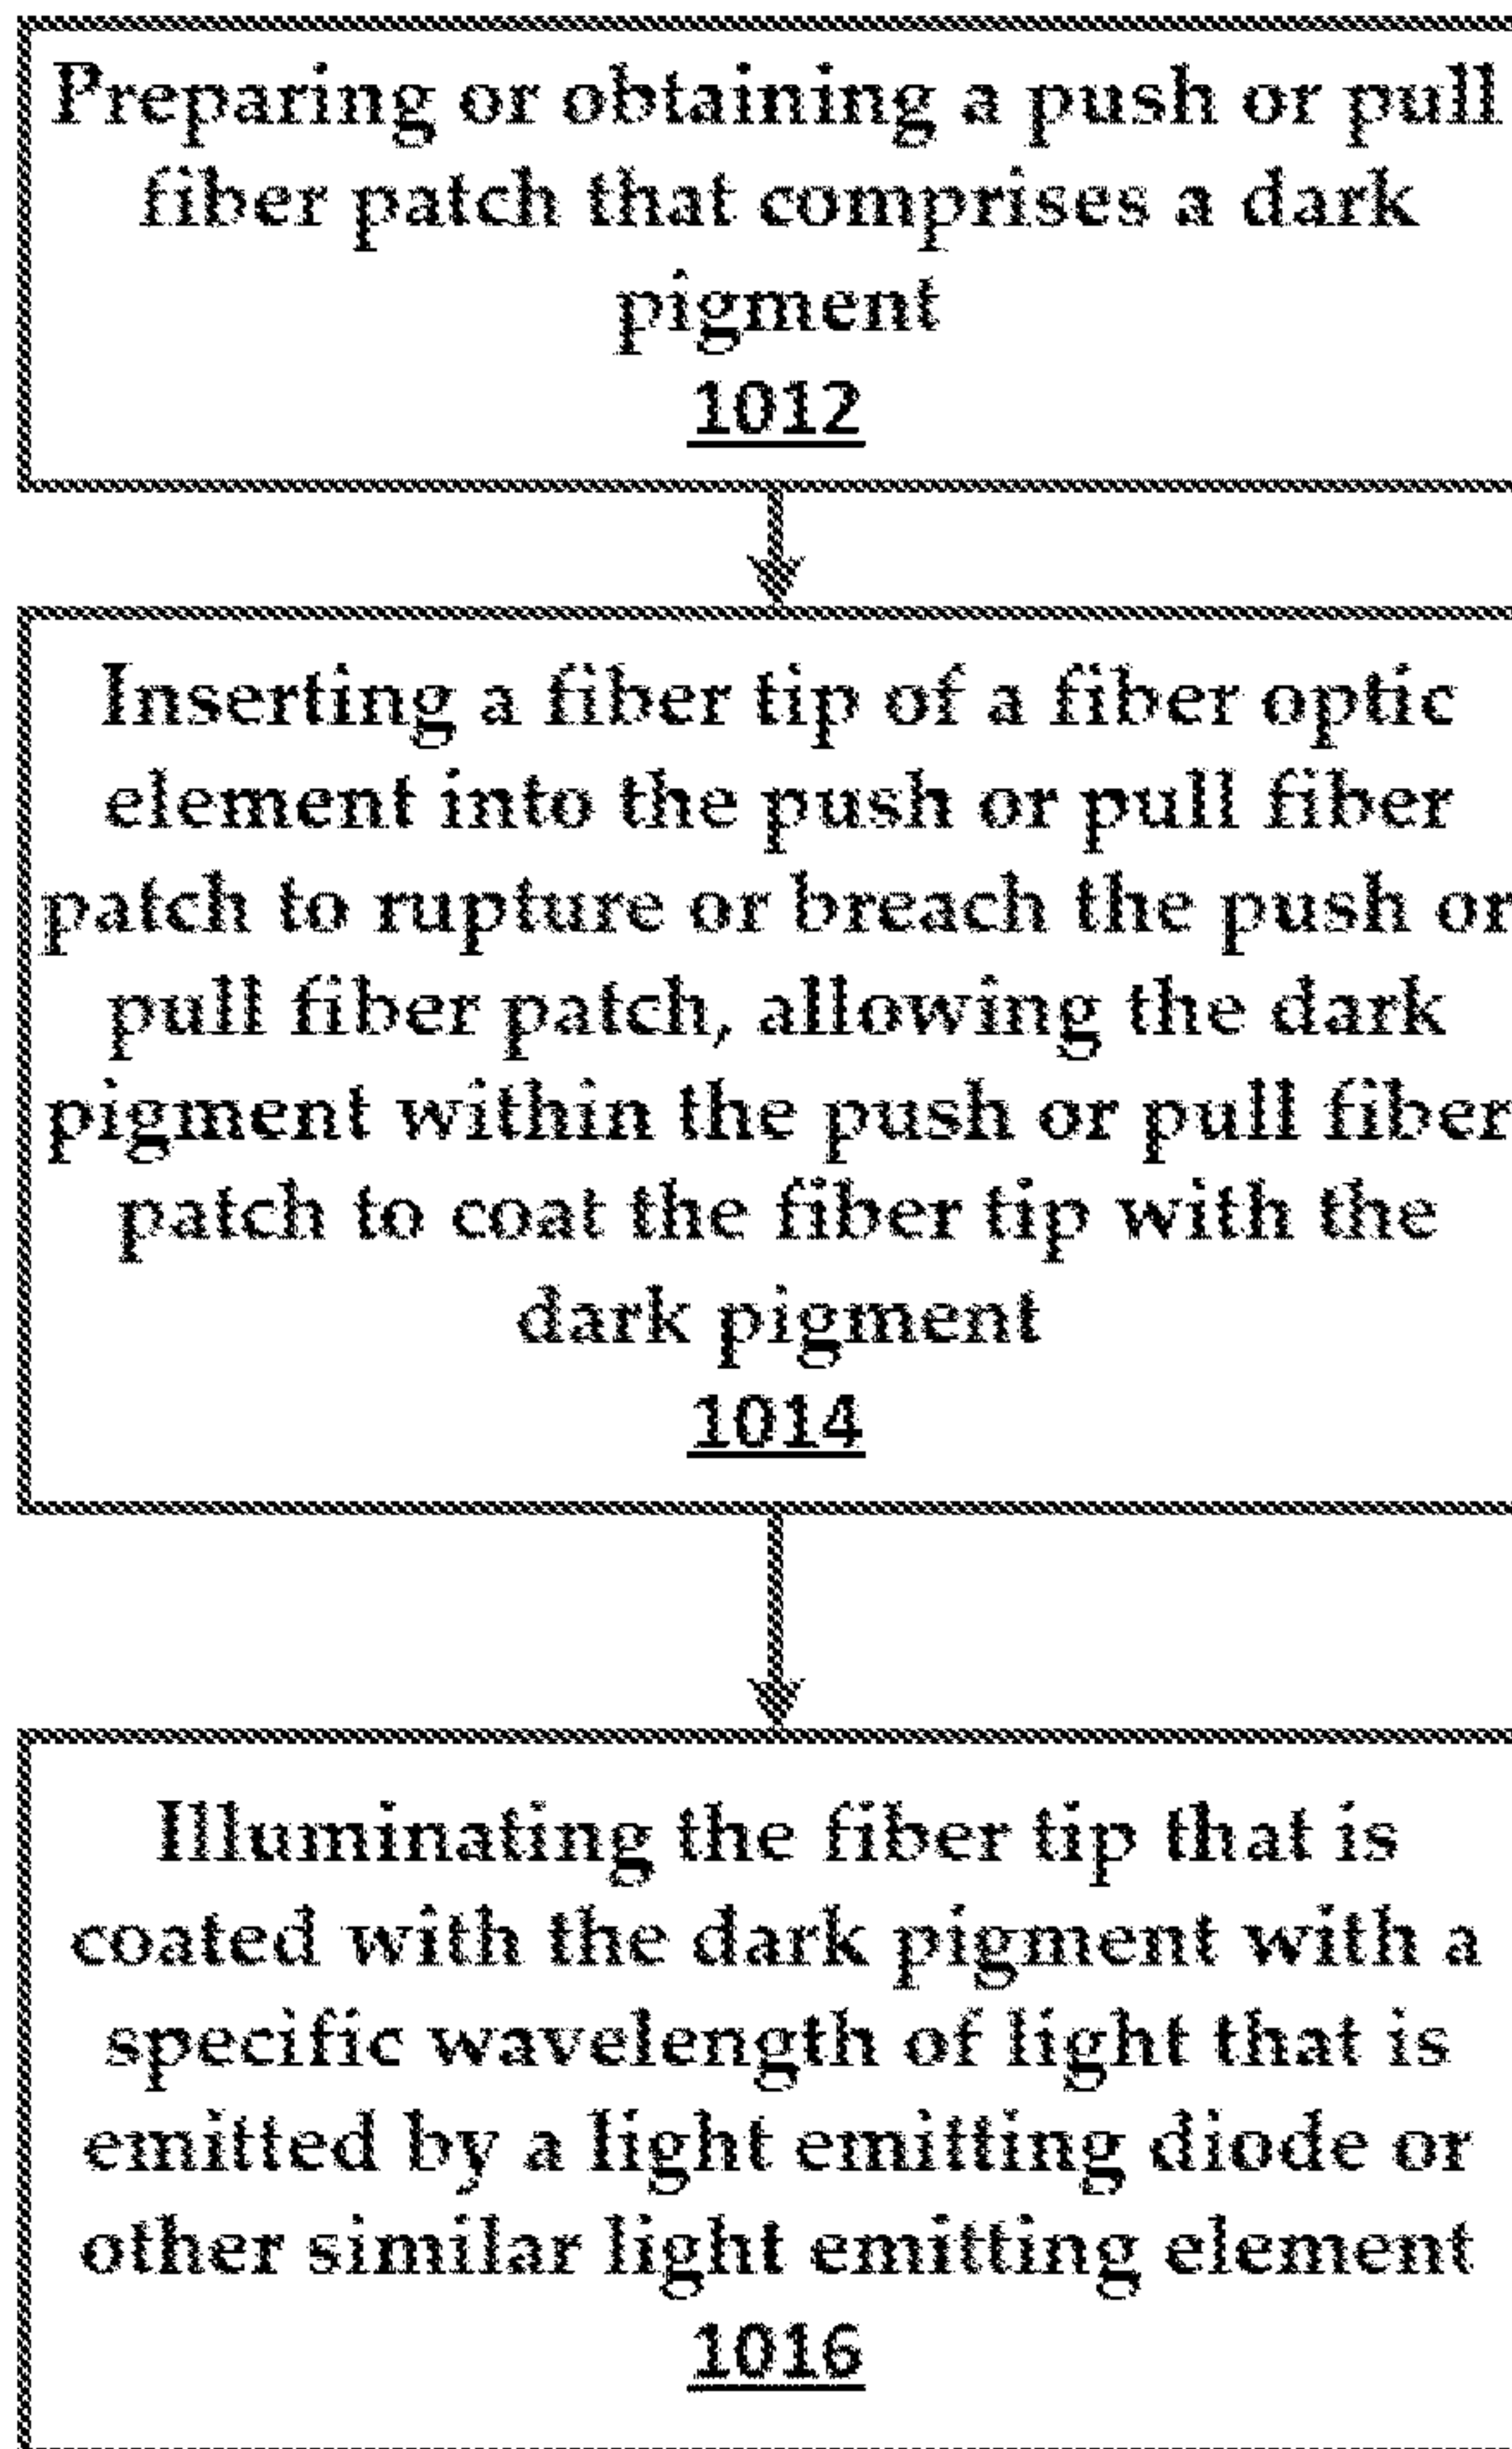 Preparing or obtaining a push or pull
fiber patch that comprises a dark
pigment
1012
Inserting a fiber tip of a fiber optic
element into the push or pull fiber
patch to rupture or breach the push or
pull fiber patch, allowing the dark
pigment within the push or pull fiber
patch to coat the fiber tip with the
dark pigment
1014
Illuminating the fiber tip that is
coated with the dark pigment with a
specific wavelength of light that is
emitted by a light emitting diode or
other similar light emitting element
1016